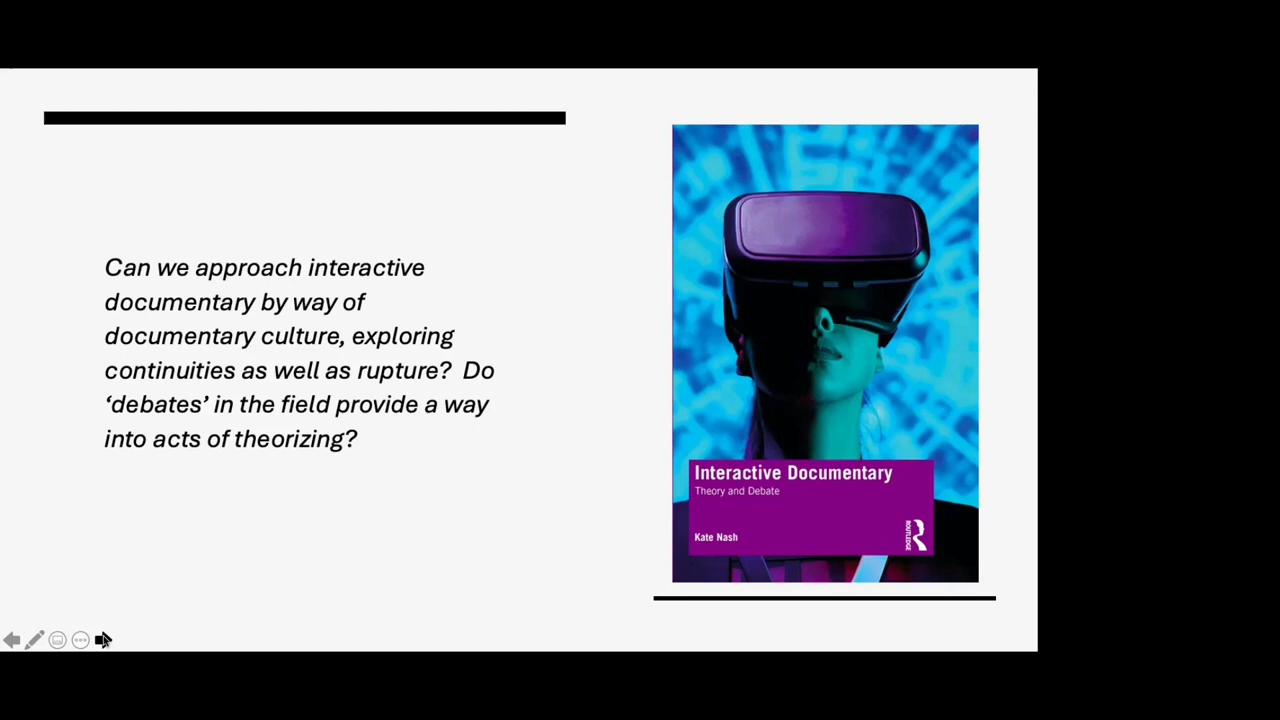 Can we approach interactive
documentary by way of
documentary culture, exploring
continuities as well as rupture?  Do
‘debates’ in the field provide a way
into acts of theorizing?
Interactive Documentary
Theory and Debate
Kate Nash
ROUTLEDGE